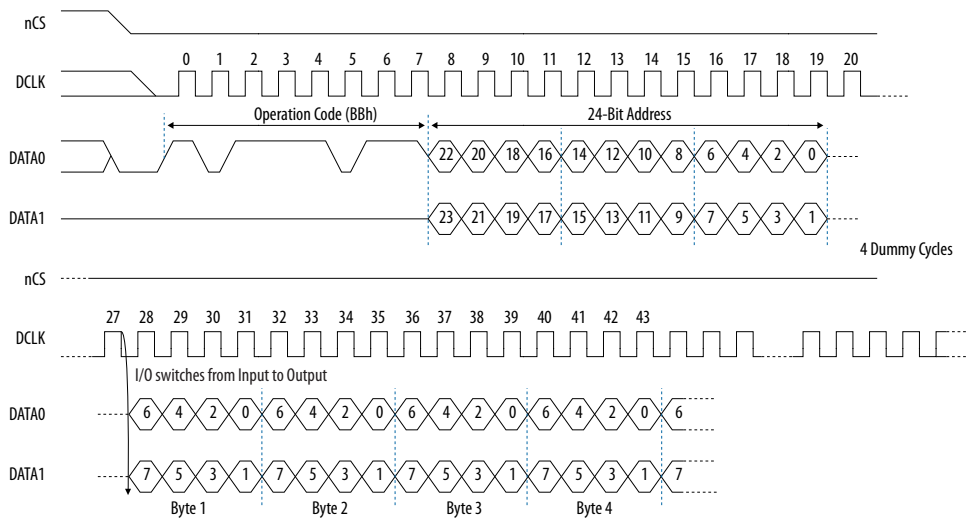 nCS
0 1 2 3 4 5 6 7 8 9 10 11 12 13 14 15 16 17 18 19 20
DCLK
Operation Code (BBh) 24-Bit Address
DATA0 22 20 18 16 14 12 10 8 6 4 2 0
DATA1 23 21 19 17 15 13 11 9 7 5 3 1
4 Dummy Cycles
nCS
27 28 29 30 31 32 33 34 35 36 37 38 39 40 41 42 43
DCLK
I/O switches from Input to Output
DATA0 6 4 2 0 6 4 2 0 6 4 2 0 6 4 2 0 6
DATA1 7 5 3 1 7 5 3 1 7 5 3 1 7 5 3 1 7
Byte 1 Byte 2 Byte 3 Byte 4